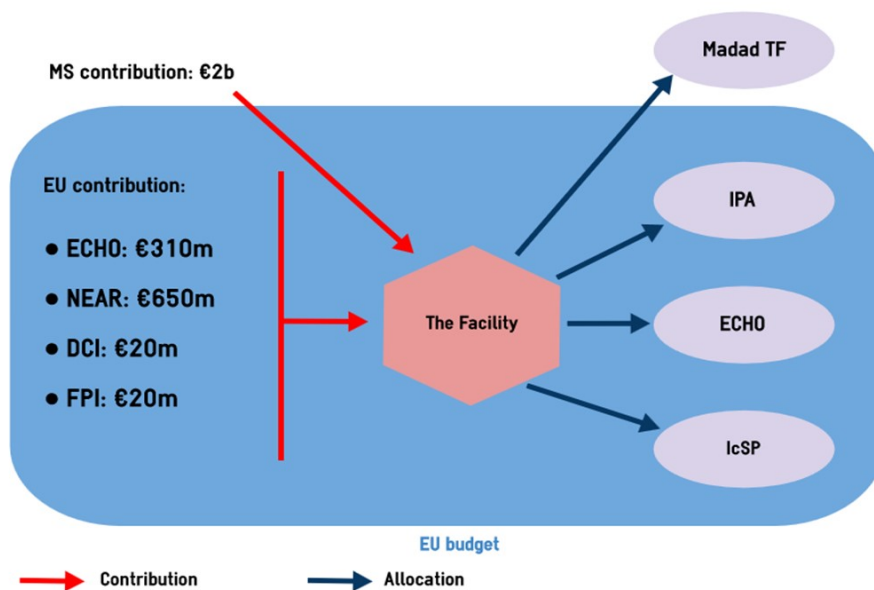 MS contribution: €2b
Madad TF
EU contribution:
● ECHO: €310m
● NEAR: €650m
● DCI: €20m
● FPI: €20m
The Facility
IPA
ECHO
IcSP
EU budget
Contribution
Allocation